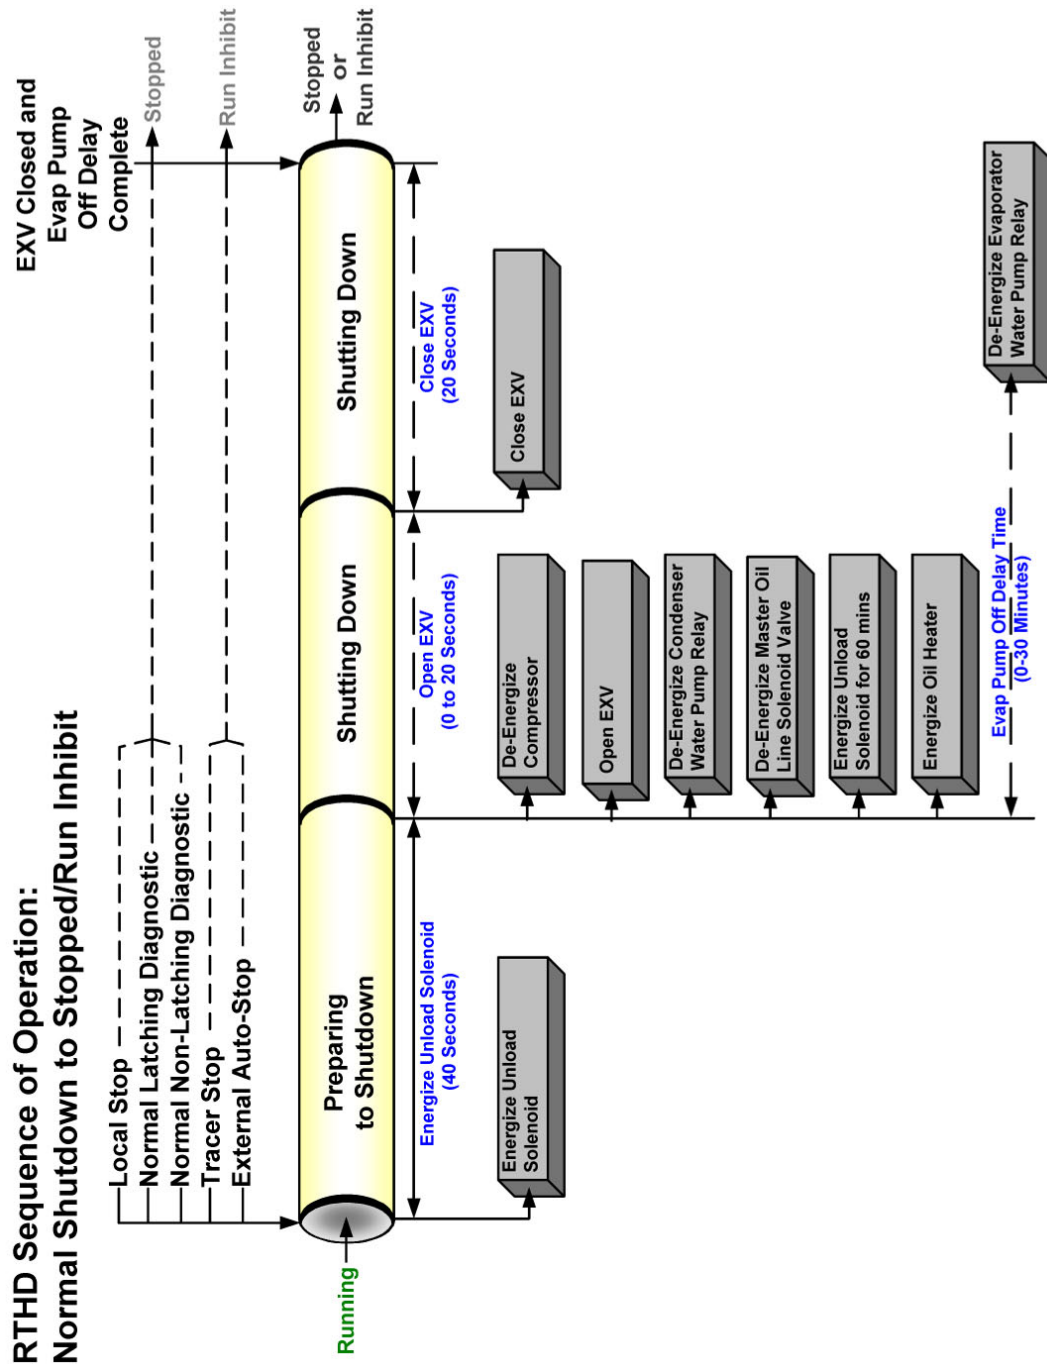 RTHD Sequence of Operation:
Normal Shutdown to Stopped/Run Inhibit
Local Stop
Normal Latching Diagnostic
Normal Non-Latching Diagnostic
Tracer Stop
External Auto-Stop
EXV Closed and
Evap Pump
Off Delay
Complete
Stopped
Run Inhibit
Running
Preparing
to Shutdown
Shutting Down
Shutting Down
Stopped
or
Run Inhibit
Energize Unload Solenoid
(40 Seconds)
Open EXV
(0 to 20 Seconds)
Close EXV
(20 Seconds)
Energize Unload
Solenoid
De-Energize
Compressor
Open EXV
De-Energize Condenser
Water Pump Relay
De-Energize Master Oil
Line Solenoid Valve
Energize Unload
Solenoid for 60 mins
Energize Oil Heater
Close EXV
Evap Pump Off Delay Time
(0-30 Minutes)
De-Energize Evaporator
Water Pump Relay